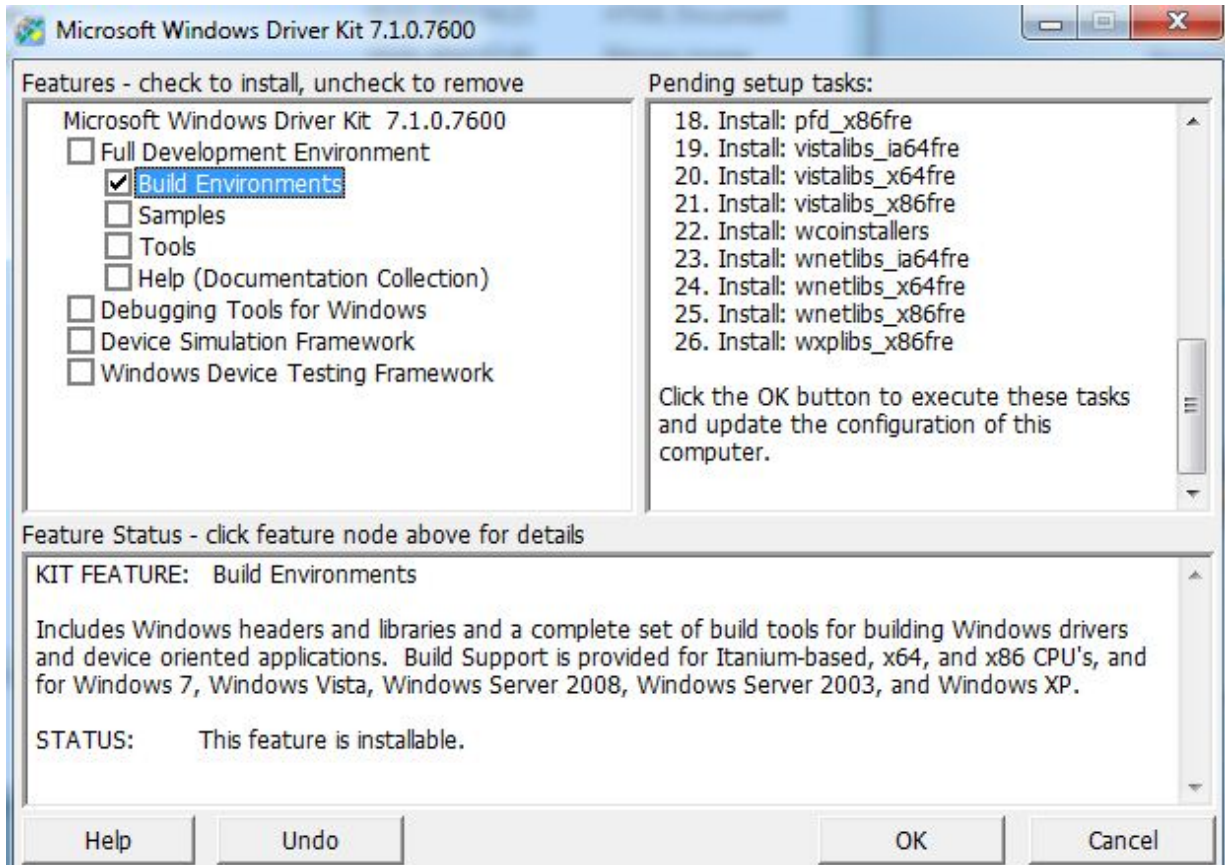 Microsoft Windows Driver Kit 7.1.0.7600
Features - check to install, uncheck to remove
Microsoft Windows Driver Kit 7.1.0.7600
Full Development Environment
Build Environments
Samples
Tools
Help (Documentation Collection)
Debugging Tools for Windows
Device Simulation Framework
Windows Device Testing Framework
Pending setup tasks:
18. Install: pfd_x86fre
19. Install: vistalibs_ia64fre
20. Install: vistalibs_x64fre
21. Install: vistalibs_x86fre
22. Install: wcoinstallers
23. Install: wnetlibs_ia64fre
24. Install: wnetlibs_x64fre
25. Install: wnetlibs_x86fre
26. Install: wxplibs_x86fre
Click the OK button to execute these tasks
and update the configuration of this
computer.
Feature Status - click feature node above for details
KIT FEATURE: Build Environments
Includes Windows headers and libraries and a complete set of build tools for building Windows drivers
and device oriented applications. Build Support is provided for Itanium-based, x64, and x86 CPU's, and
for Windows 7, Windows Vista, Windows Server 2008, Windows Server 2003, and Windows XP.
STATUS: This feature is installable.
Help Undo OK Cancel